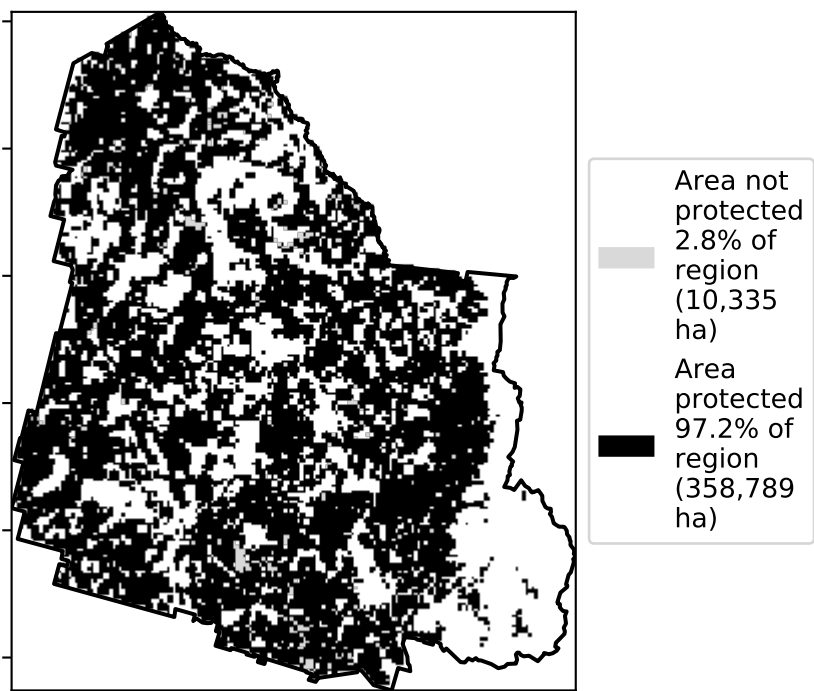 Area not
protected
2.8% of
region
(10,335
ha)
Area
protected
97.2% of
region
(358,789
ha)